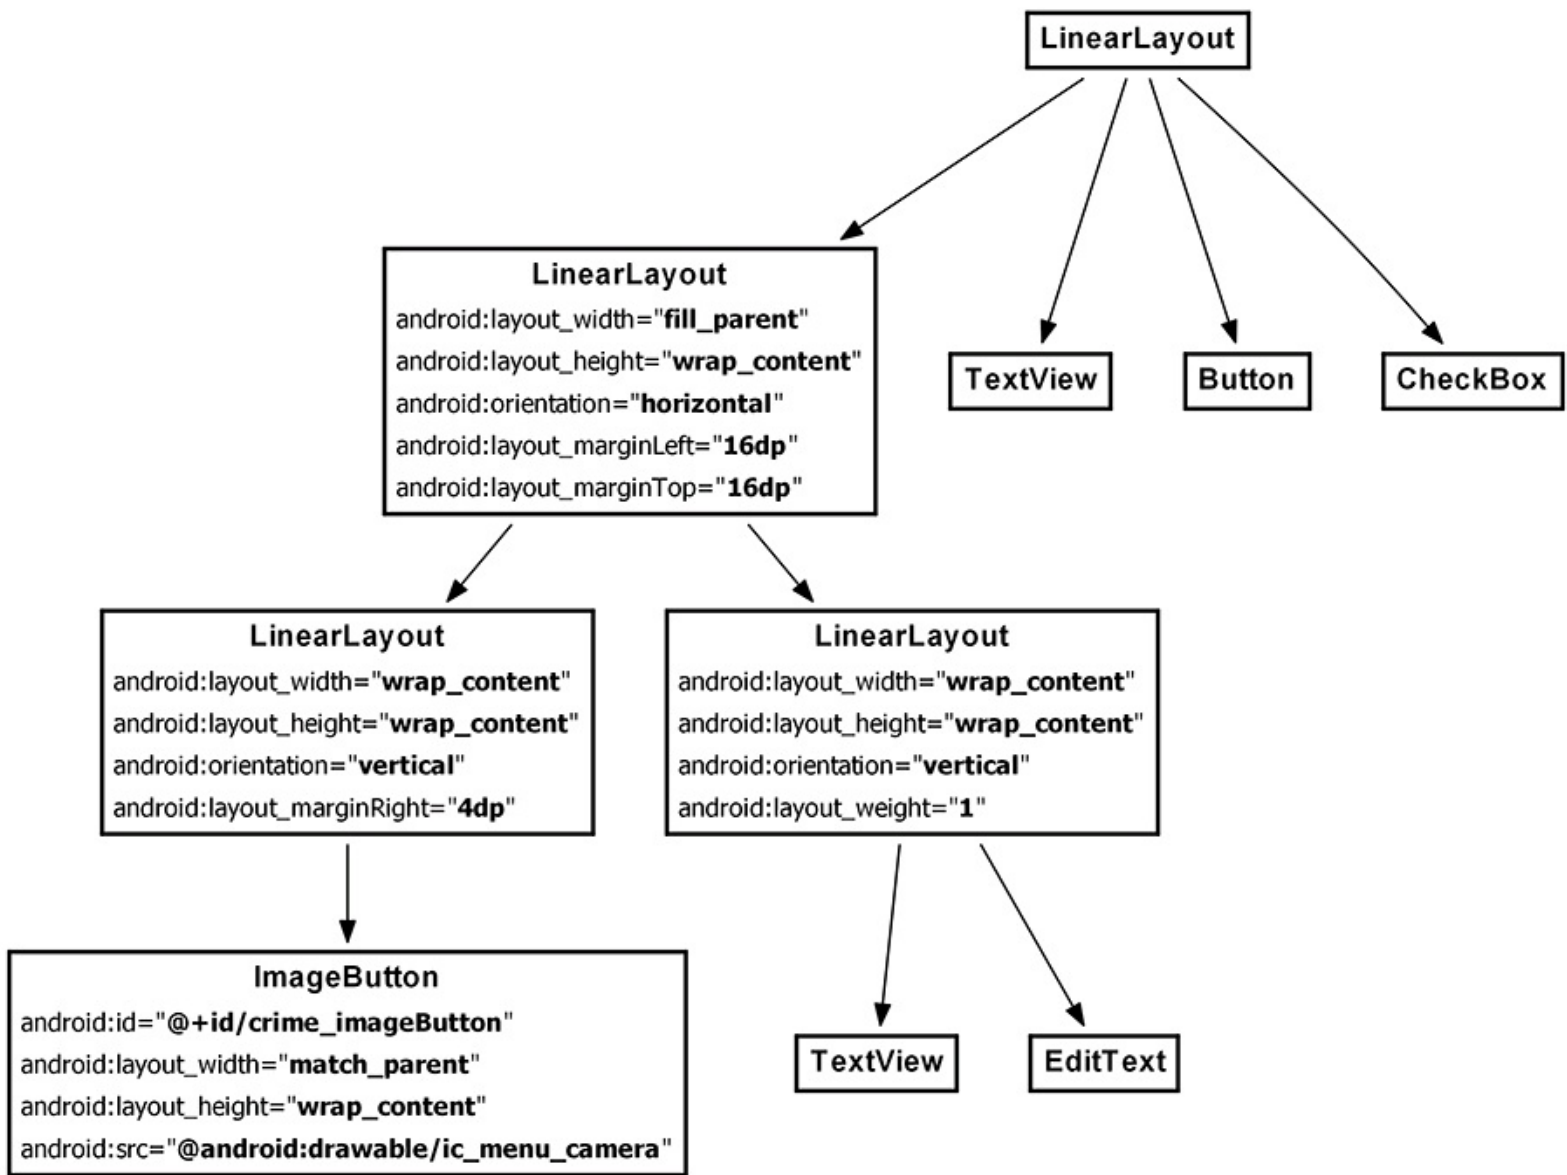 LinearLayout
LinearLayout
android:layout_width="fill_parent"
android:layout_height="wrap_content"
android:orientation="horizontal"
android:layout_marginLeft="16dp"
android:layout_marginTop="16dp"
TextView
Button
CheckBox
LinearLayout
android:layout_width="wrap_content"
android:layout_height="wrap_content"
android:orientation="vertical"
android:layout_marginRight="4dp"
LinearLayout
android:layout_width="wrap_content"
android:layout_height="wrap_content"
android:orientation="vertical"
android:layout_weight="1"
ImageButton
android:id="@+id/crime_imageButton"
android:layout_width="match_parent"
android:layout_height="wrap_content"
android:src="@android:drawable/ic_menu_camera"
TextView
EditText